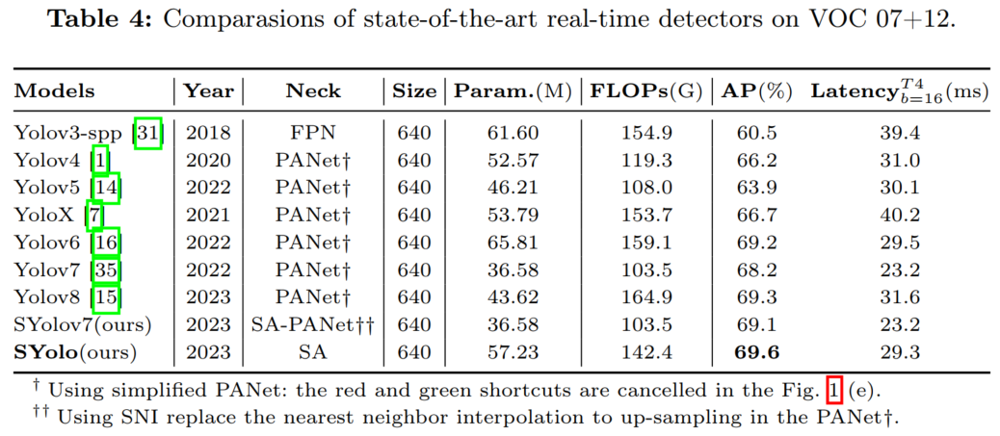 Table 4: Comparasions of state-of-the-art real-time detectors on VOC 07+12.
Models Year Neck Size Param.(M) FLOPs(G) AP(%) Latency^{T4}_{b=16}(ms)
Yolov3-spp [31] 2018 FPN 640 61.60 154.9 60.5 39.4
Yolov4 [1] 2020 PANet† 640 52.57 119.3 66.2 31.0
Yolov5 [14] 2022 PANet† 640 46.21 108.0 63.9 30.1
YoloX [7] 2021 PANet† 640 53.79 153.7 66.7 40.2
Yolov6 [16] 2022 PANet† 640 65.81 159.1 69.2 29.5
Yolov7 [35] 2022 PANet† 640 36.58 103.5 68.2 23.2
Yolov8 [15] 2023 PANet† 640 43.62 164.9 69.3 31.6
SYolov7(ours) 2023 SA-PANet†† 640 36.58 103.5 69.1 23.2
SYolo(ours) 2023 SA 640 57.23 142.4 69.6 29.3
† Using simplified PANet: the red and green shortcuts are cancelled in the Fig. 1 (e).
†† Using SNI replace the nearest neighbor interpolation to up-sampling in the PANet†.